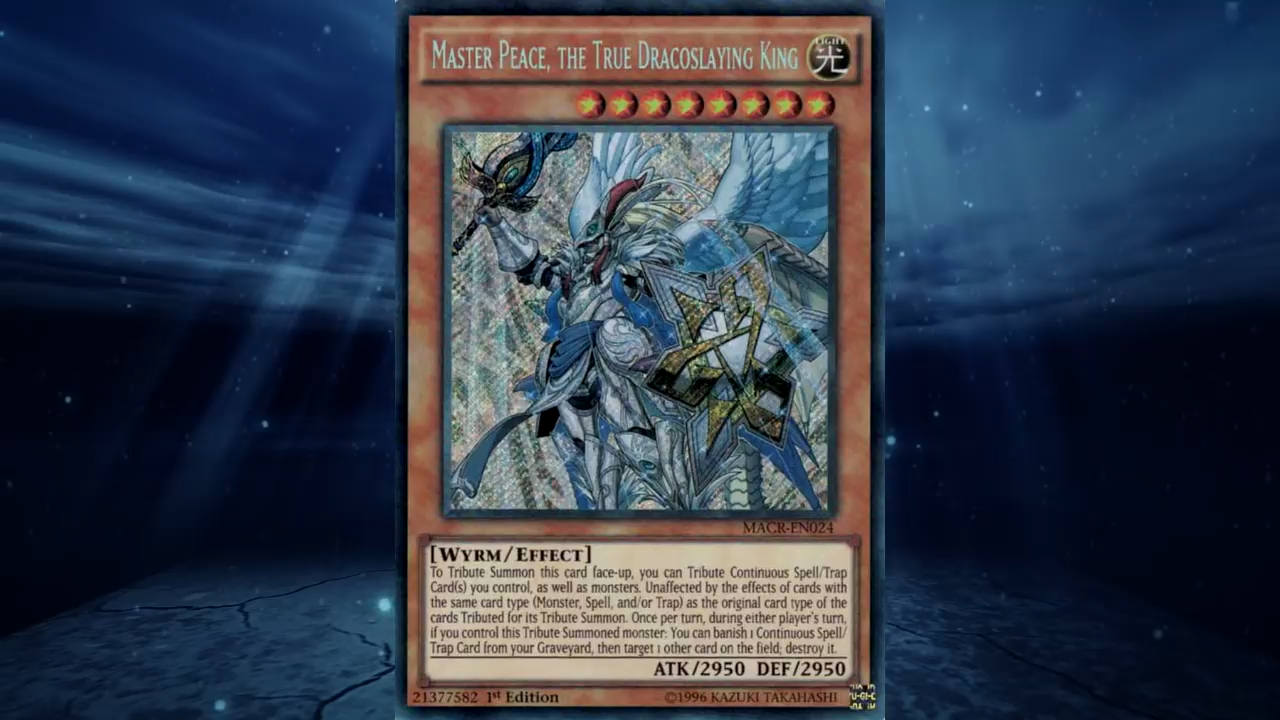 MASTER PEACE, THE TRUE DRACOSLAYING KING
LIGHT
光
MACR-EN024
[WYRM/EFFECT]
To Tribute Summon this card face-up, you can Tribute Continuous Spell/Trap
Card(s) you control, as well as monsters. Unaffected by the effects of cards with
the same card type (Monster, Spell, and/or Trap) as the original card type of the
cards Tributed for its Tribute Summon. Once per turn, during either player's turn,
if you control this Tribute Summoned monster: You can banish 1 Continuous Spell/
Trap Card from your Graveyard, then target 1 other card on the field; destroy it.
ATK/2950 DEF/2950
21377582 1st Edition ©1996 KAZUKI TAKAHASHI